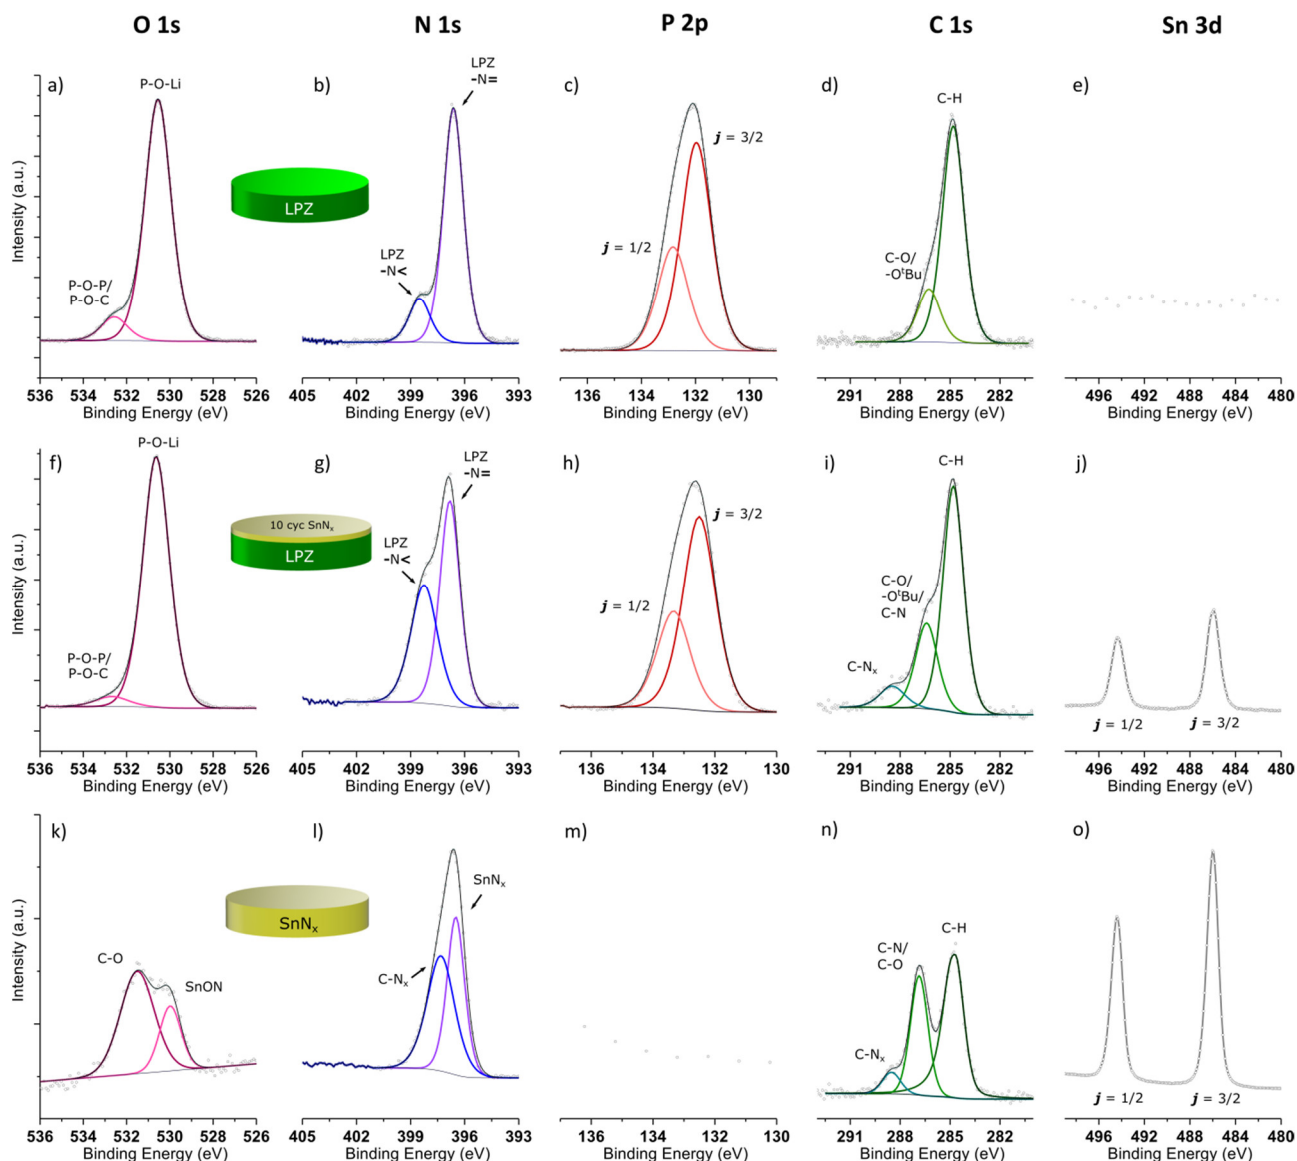 O 1s
N 1s
P 2p
C 1s
Sn 3d
Intensity (a.u.)
a)
P-O-Li
P-O-P/
P-O-C
LPZ
536 534 532 530 528 526
Binding Energy (eV)
b)
LPZ
-N=
LPZ
-N<
405 402 399 396 393
Binding Energy (eV)
c)
j = 3/2
j = 1/2
136 134 132 130
Binding Energy (eV)
d)
C-H
C-O/
-OᵗBu
291 288 285 282
Binding Energy (eV)
e)
496 492 488 484 480
Binding Energy (eV)
Intensity (a.u.)
f)
P-O-Li
P-O-P/
P-O-C
10 cyc SnNₓ
LPZ
536 534 532 530 528 526
Binding Energy (eV)
g)
LPZ
-N=
LPZ
-N<
405 402 399 396 393
Binding Energy (eV)
h)
j = 3/2
j = 1/2
136 134 132 130
Binding Energy (eV)
i)
C-H
C-O/
-OᵗBu/
C-N
C-Nₓ
291 288 285 282
Binding Energy (eV)
j)
j = 1/2
j = 3/2
496 492 488 484 480
Binding Energy (eV)
Intensity (a.u.)
k)
C-O
SnON
SnNₓ
536 534 532 530 528 526
Binding Energy (eV)
l)
SnNₓ
C-Nₓ
405 402 399 396 393
Binding Energy (eV)
m)
136 134 132 130
Binding Energy (eV)
n)
C-H
C-N/
C-O
C-Nₓ
291 288 285 282
Binding Energy (eV)
o)
j = 1/2
j = 3/2
496 492 488 484 480
Binding Energy (eV)